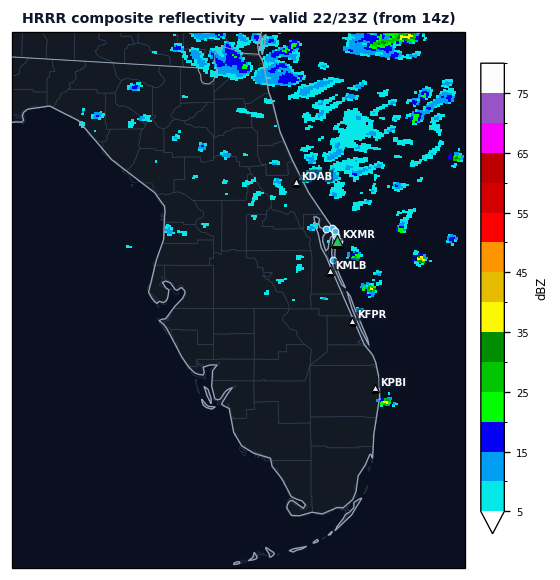 HRRR composite reflectivity — valid 22/23Z (from 14z)
KDAB
KXMR
KMLB
KFPR
KPBI
75
65
55
45
35
25
15
5
dBZ